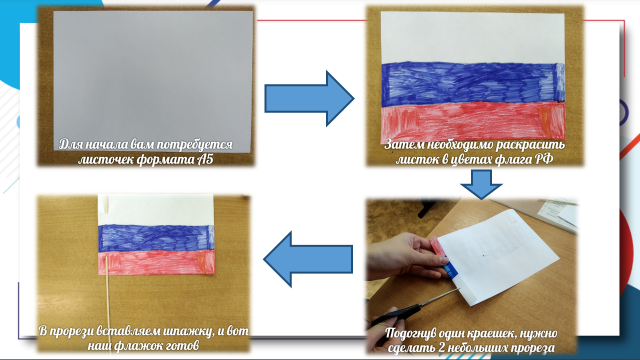 Для начала вам потребуется
листочек формата А5
Затем необходимо раскрасить
листок в цветах флага РФ
Подогнув один краешек, нужно
сделать 2 небольших прореза
В прорези вставляем шпажку, и вот
наш флажок готов